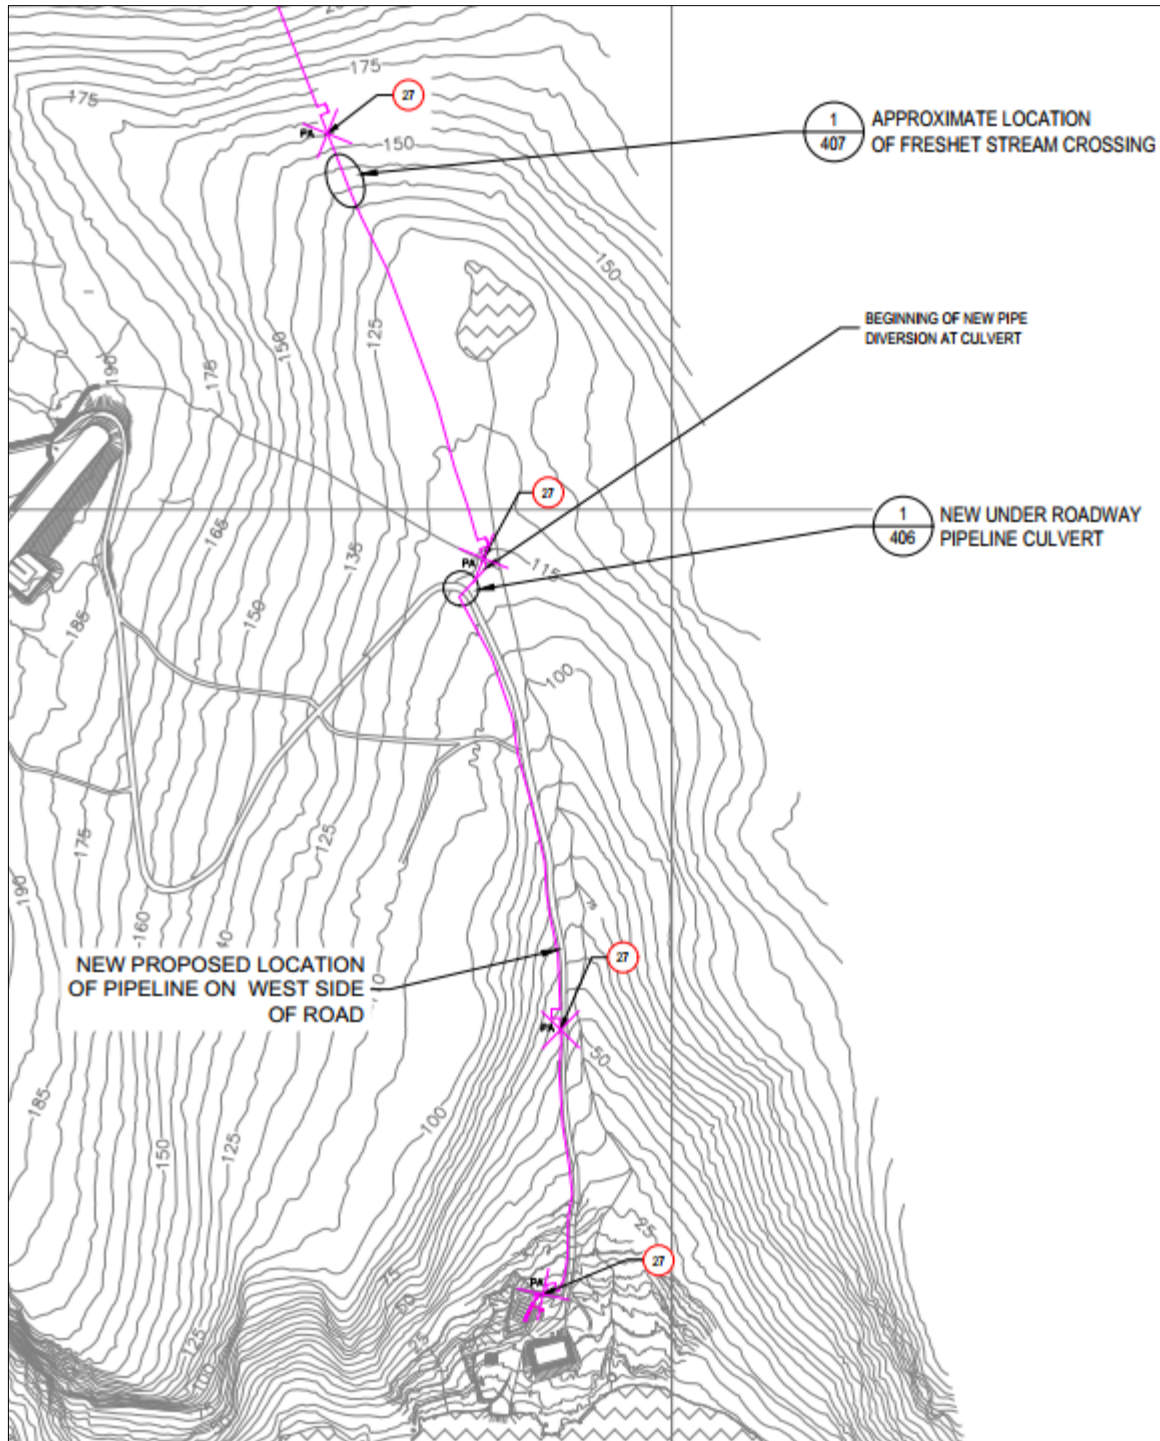 175
175
27
PA
150
1
407
APPROXIMATE LOCATION
OF FRESHET STREAM CROSSING
150
BEGINNING OF NEW PIPE
DIVERSION AT CULVERT
125
150
175
190
27
1
406
NEW UNDER ROADWAY
PIPELINE CULVERT
165
135
PA
115
150
185
100
125
175
190
75
160
NEW PROPOSED LOCATION
OF PIPELINE ON WEST SIDE
OF ROAD
27
PA
50
185
100
125
150
25
27
PA
75
50
25
125
100